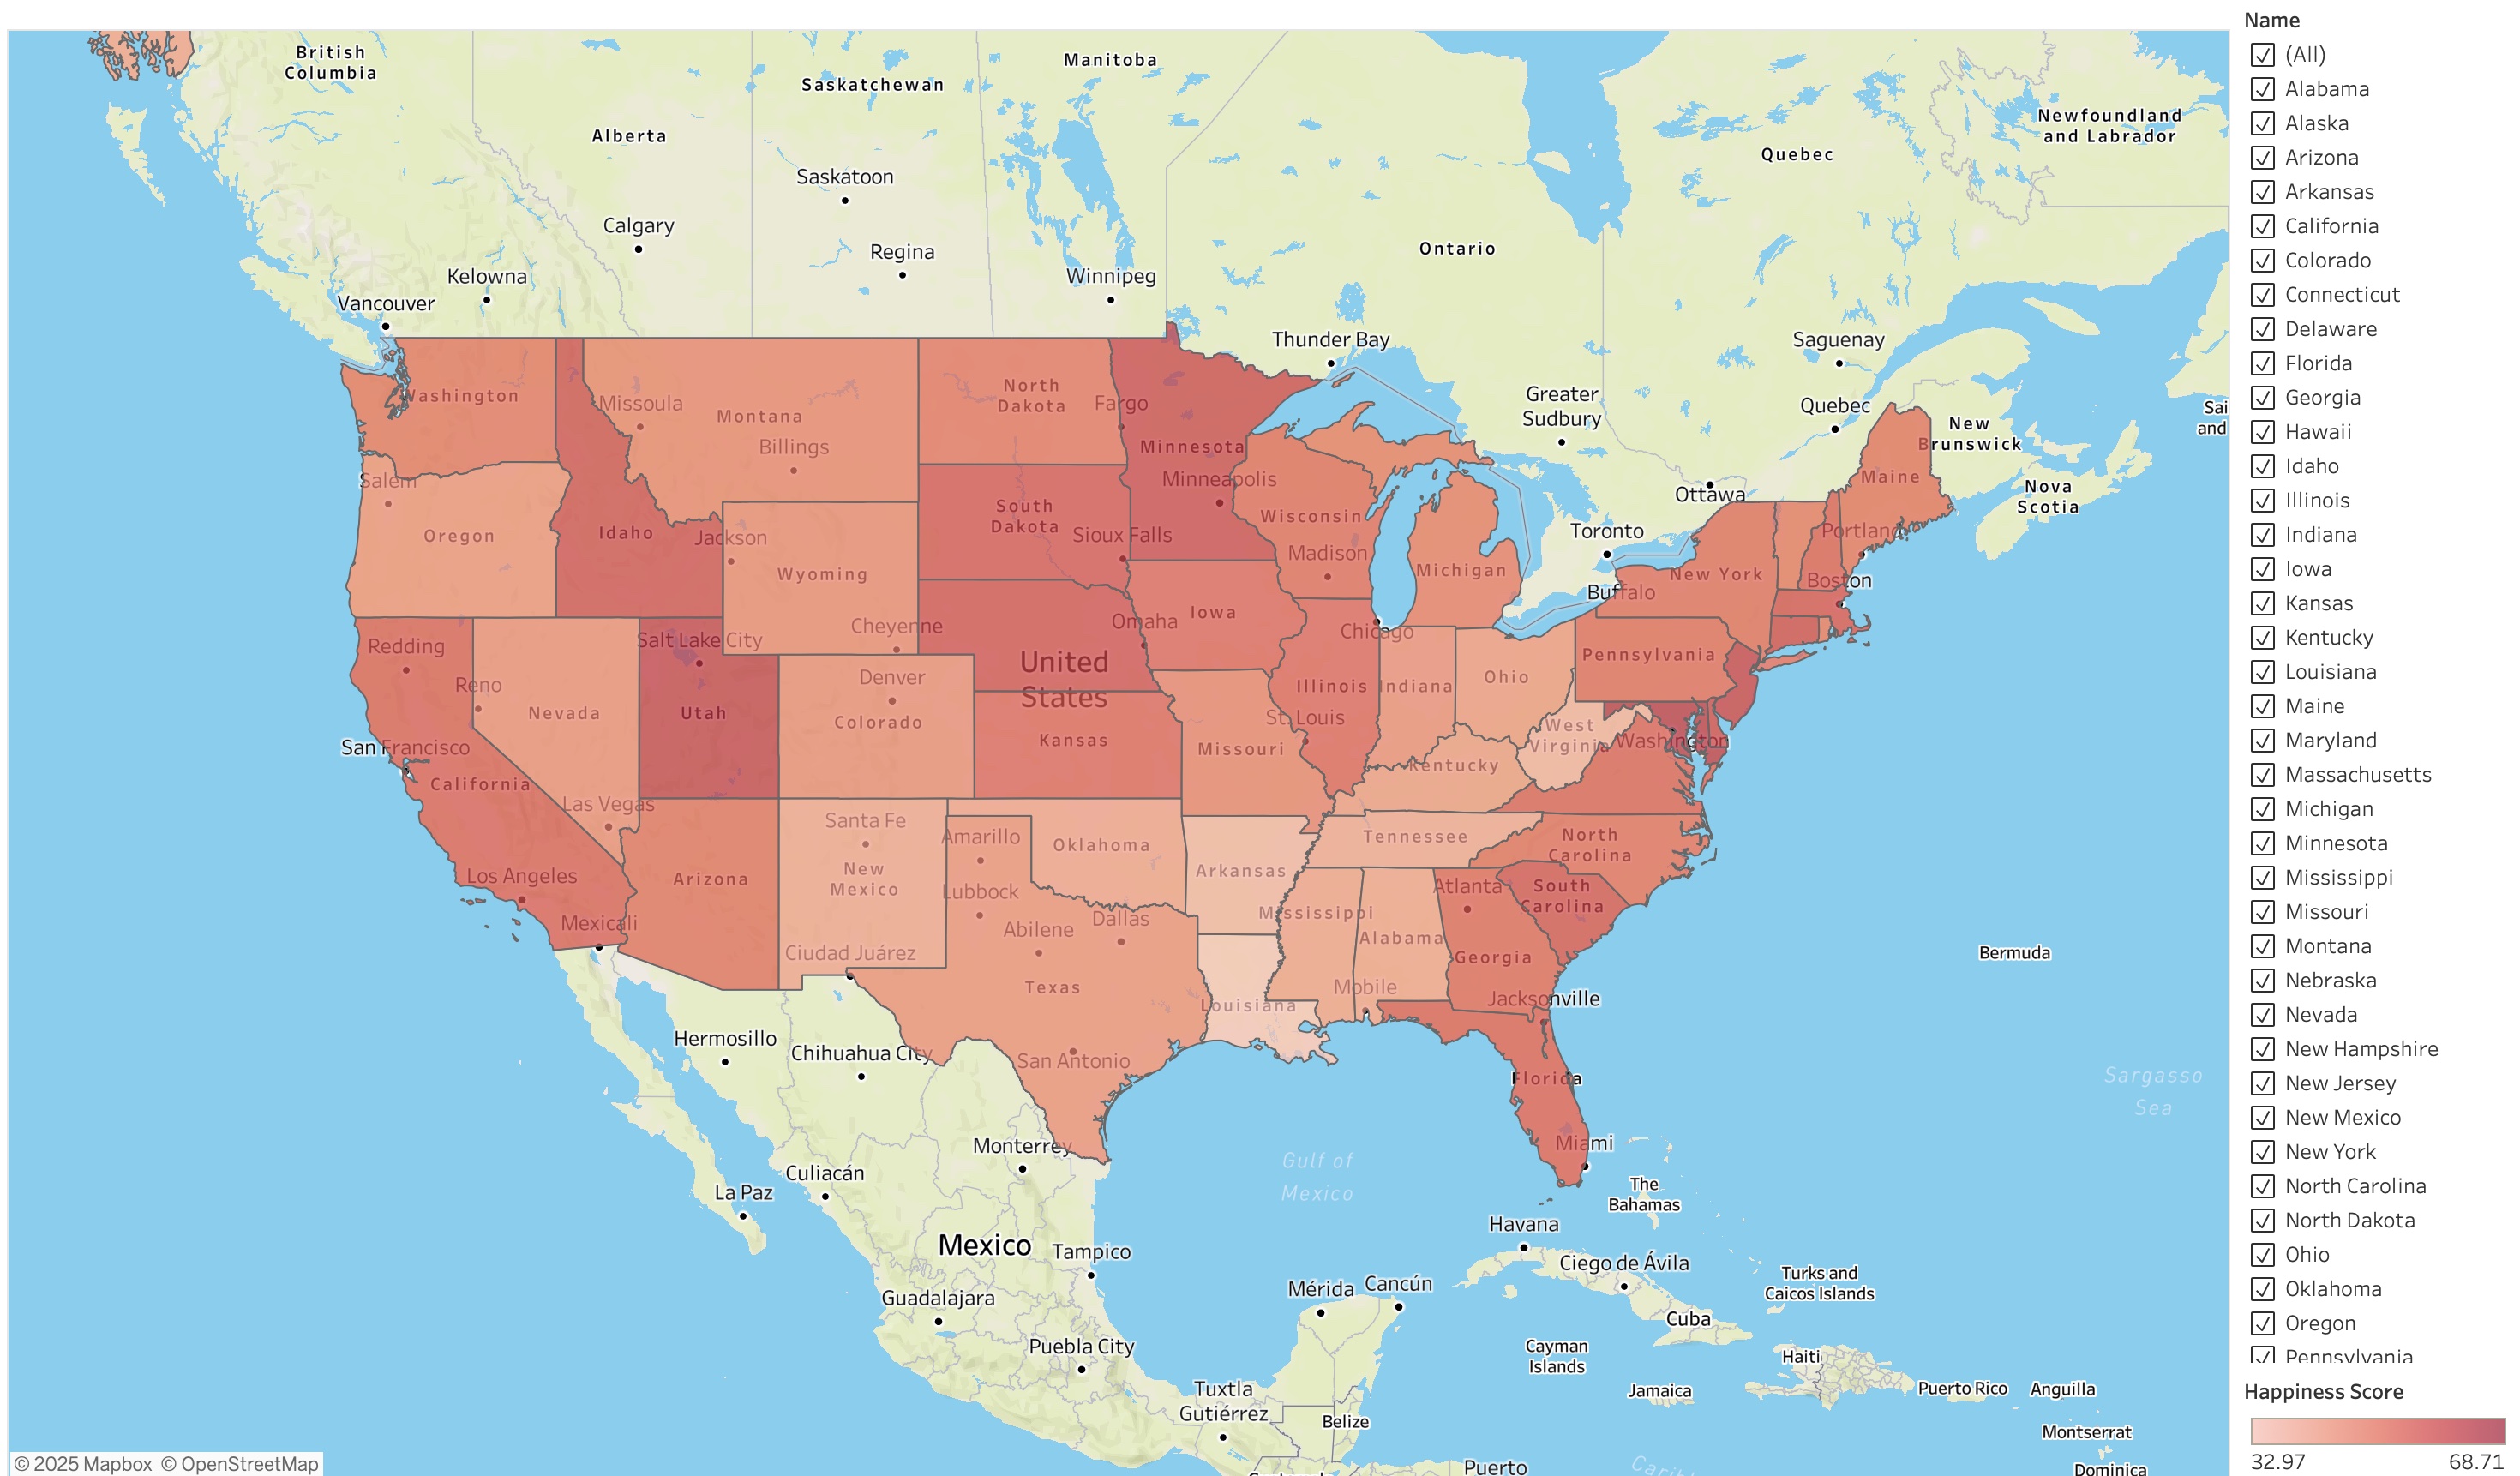 British
Columbia
Alberta
Saskatchewan
Manitoba
Ontario
Quebec
Newfoundland
and Labrador
Saskatoon
Calgary
Regina
Kelowna
Winnipeg
Vancouver
Thunder Bay
Saguenay
Greater
Sudbury
Quebec
New
Brunswick
Sai
and
Nova
Scotia
Ottawa
Toronto
Washington
Missoula
Montana
Billings
North
Dakota
Fargo
Minnesota
Minneapolis
Salem
Oregon
Idaho
Jackson
Wyoming
Cheyenne
South
Dakota
Sioux Falls
Wisconsin
Madison
Michigan
Maine
Portland
New York
Buffalo
Boston
Redding
Reno
Nevada
Salt Lake City
Utah
Denver
Colorado
Omaha
Iowa
United
States
Kansas
Chicago
Illinois
Indiana
Ohio
Pennsylvania
St. Louis
Missouri
West
Virginia
Washington
Kentucky
San Francisco
California
Las Vegas
Los Angeles
Mexicali
Arizona
Santa Fe
New
Mexico
Ciudad Juárez
Amarillo
Lubbock
Oklahoma
Abilene
Dallas
Texas
San Antonio
Arkansas
Tennessee
North
Carolina
South
Carolina
Atlanta
Georgia
Mississippi
Alabama
Mobile
Louisiana
Jacksonville
Florida
Miami
Bermuda
Sargasso
Sea
Hermosillo
Chihuahua City
Monterrey
Culiacán
La Paz
Gulf of
Mexico
The
Bahamas
Havana
Mexico
Tampico
Ciego de Ávila
Turks and
Caicos Islands
Guadalajara
Mérida
Cancún
Cuba
Puebla City
Cayman
Islands
Haiti
Jamaica
Puerto Rico
Anguilla
Tuxtla
Gutiérrez
Belize
Montserrat
Puerto
Dominica
© 2025 Mapbox © OpenStreetMap
Name
(All)
Alabama
Alaska
Arizona
Arkansas
California
Colorado
Connecticut
Delaware
Florida
Georgia
Hawaii
Idaho
Illinois
Indiana
Iowa
Kansas
Kentucky
Louisiana
Maine
Maryland
Massachusetts
Michigan
Minnesota
Mississippi
Missouri
Montana
Nebraska
Nevada
New Hampshire
New Jersey
New Mexico
New York
North Carolina
North Dakota
Ohio
Oklahoma
Oregon
Pennsylvania
Happiness Score
32.97
68.71